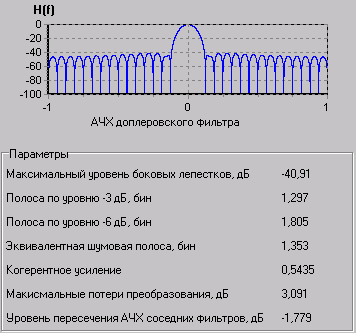 H(f)
0
-20
-40
-60
-80
-100
-1 0 1
АЧХ доплеровского фильтра
Параметры
Максимальный уровень боковых лепестков, дБ -40,91
Полоса по уровню -3 дБ, бин 1,297
Полоса по уровню -6 дБ, бин 1,805
Эквивалентная шумовая полоса, бин 1,353
Когерентное усиление 0,5435
Макисмальные потери преобразования, дБ 3,091
Уровень пересечения АЧХ соседних фильтров, дБ -1,779